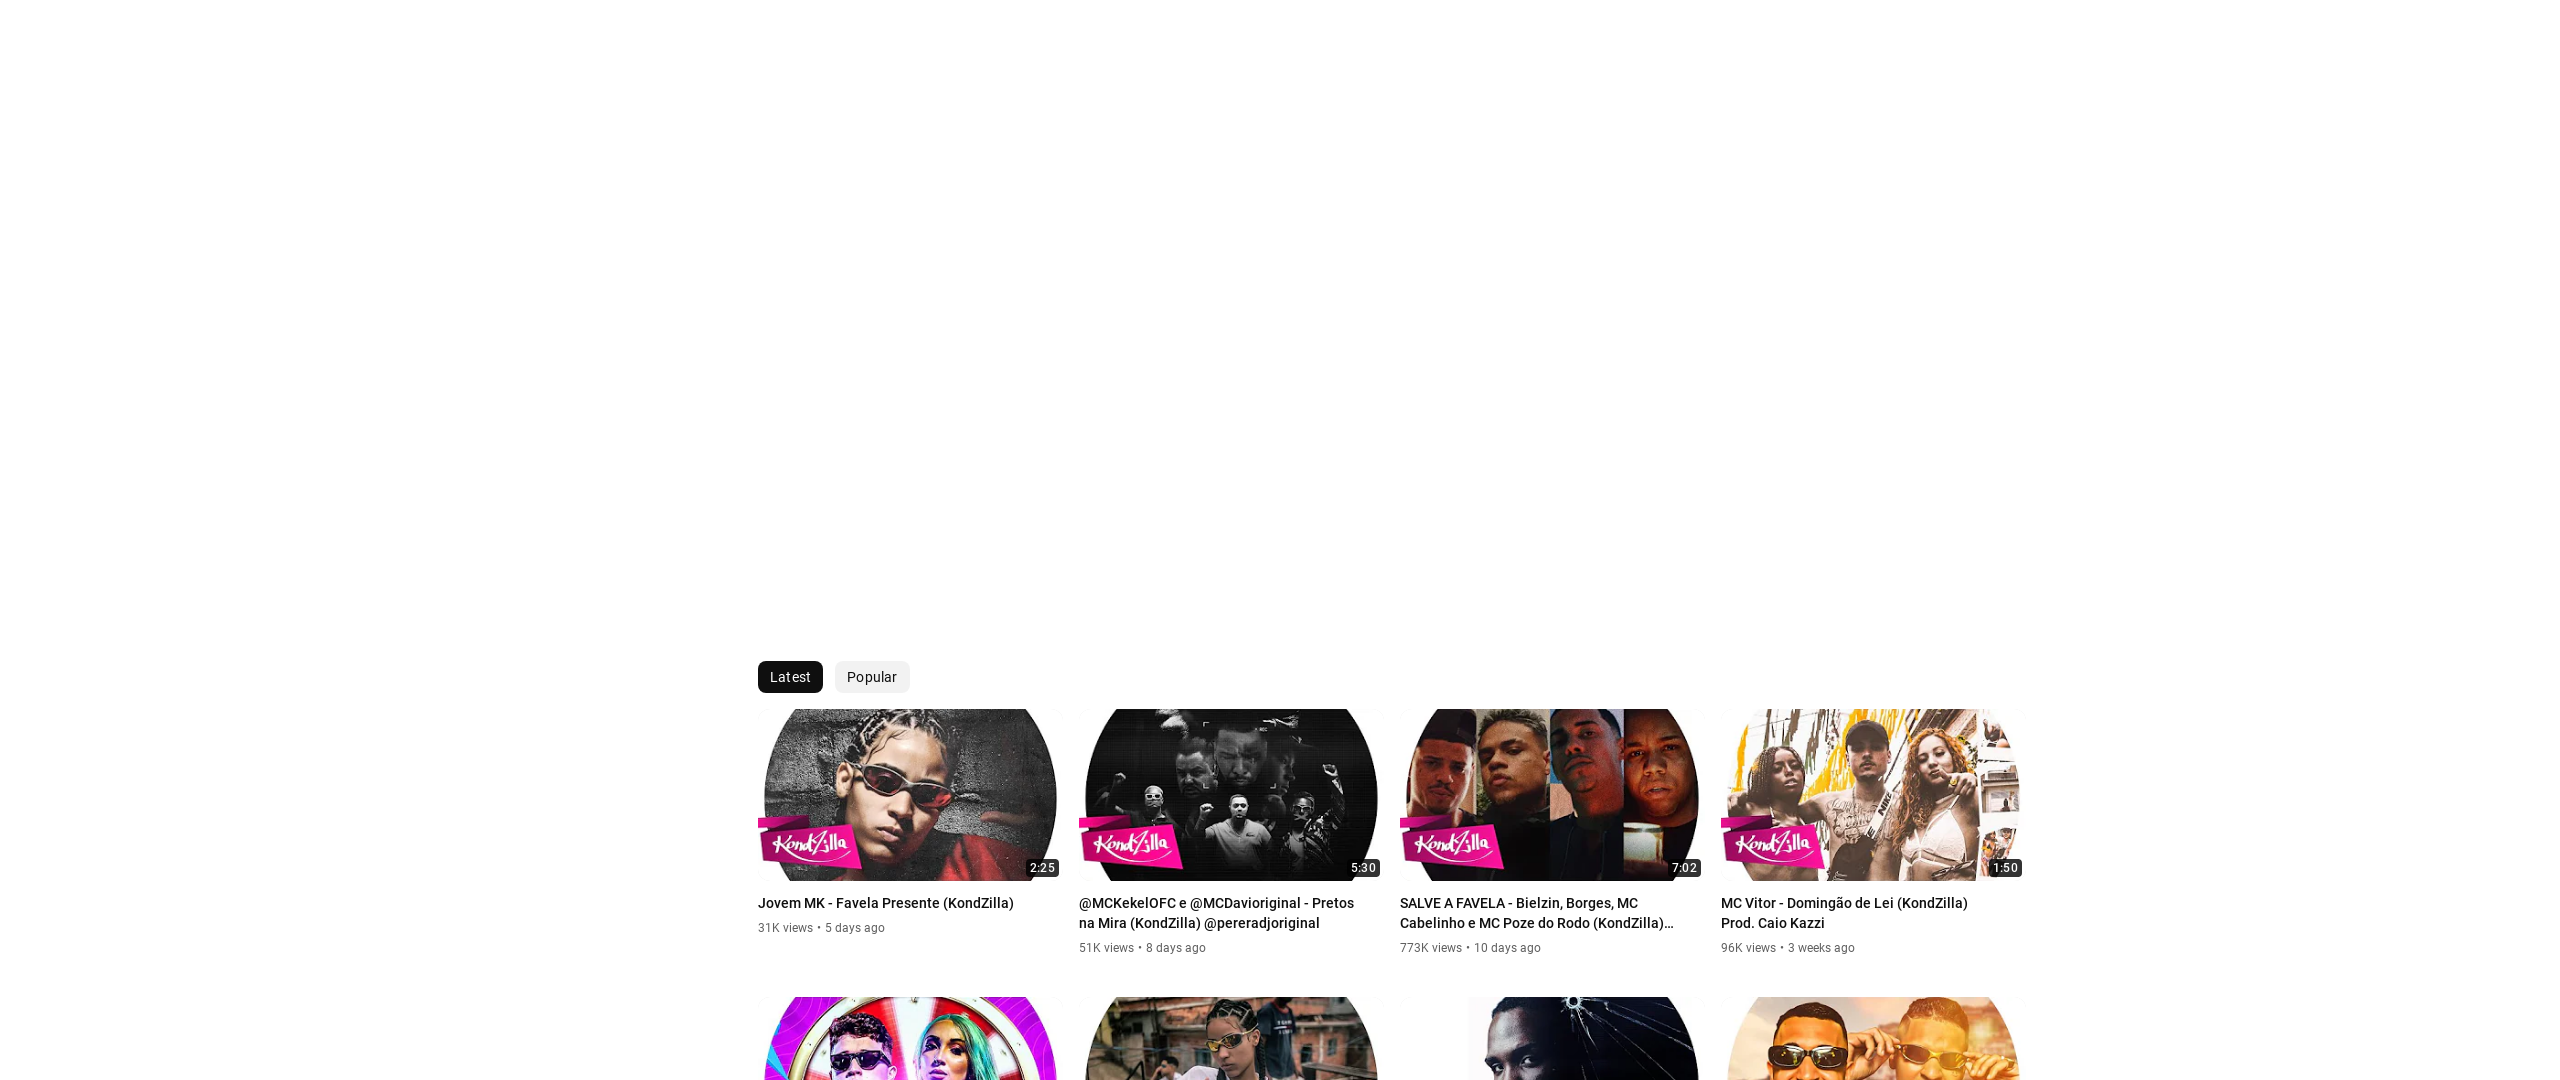 Latest
Popular
KondZilla
2:25
KondZilla
5:30
KondZilla
7:02
KondZilla
1:50
Jovem MK - Favela Presente (KondZilla)
31K views • 5 days ago
@MCKekelOFC e @MCDavioriginal - Pretos
na Mira (KondZilla) @pereradjoriginal
51K views • 8 days ago
SALVE A FAVELA - Bielzin, Borges, MC
Cabelinho e MC Poze do Rodo (KondZilla)…
773K views • 10 days ago
MC Vitor - Domingão de Lei (KondZilla)
Prod. Caio Kazzi
96K views • 3 weeks ago